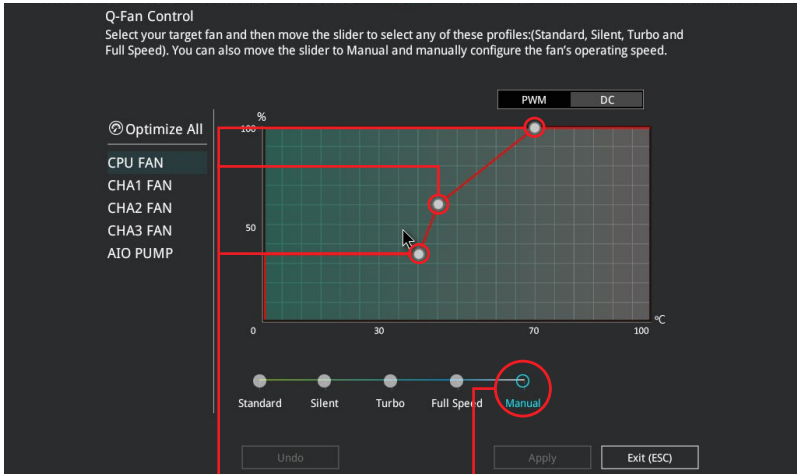 Q-Fan Control
Select your target fan and then move the slider to select any of these profiles:(Standard, Silent, Turbo and
Full Speed). You can also move the slider to Manual and manually configure the fan's operating speed.
PWM DC
%
Optimize All
100
CPU FAN
CHA1 FAN
CHA2 FAN
CHA3 FAN
50
AIO PUMP
ºC
0 30 70 100
Standard Silent Turbo Full Speed Manual
Undo Apply Exit (ESC)